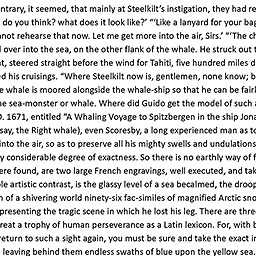 ontrary, it seemed, that mainly at Steelkilt’s instigation, they had re
do you think? what does it look like?” “‘Like a lanyard for your bag
nnot rehearse that now. Let me get more into the air, Sirs.’ “‘The ch
l over into the sea, on the other flank of the whale. He struck out t
t, steered straight before the wind for Tahiti, five hundred miles d
d his cruisings. “Where Steelkilt now is, gentlemen, none know; b
e whale is moored alongside the whale-ship so that he can be fairl
he sea-monster or whale. Where did Guido get the model of such a
D. 1671, entitled “A Whaling Voyage to Spitzbergen in the ship Jona
say, the Right whale), even Scoresby, a long experienced man as to
into the air, so as to preserve all his mighty swells and undulations
y considerable degree of exactness. So there is no earthly way of f
re found, are two large French engravings, well executed, and tak
le artistic contrast, is the glassy level of a sea becalmed, the droop
n of a shivering world ninety-six fac-similes of magnified Arctic sno
presenting the tragic scene in which he lost his leg. There are three
reat a trophy of human perseverance as a Latin lexicon. For, with b
return to such a sight again, you must be sure and take the exact in
leaving behind them endless swaths of blue upon the yellow sea.